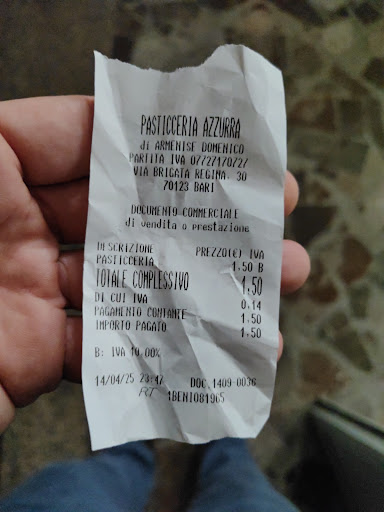 PASTICCERIA AZZURRA
di ARMENISE DOMENICO
PARTITA IVA 07727170727
VIA BRIGATA REGINA, 30
70123 BARI
DOCUMENTO COMMERCIALE
di vendita o prestazione
DESCRIZIONE PREZZO(€) IVA
PASTICCERIA 1.50 B
TOTALE COMPLESSIVO 1.50
DI CUI IVA 0.14
PAGAMENTO CONTANTE 1.50
IMPORTO PAGATO 1.50
B: IVA 10.00%
14/04/25 23:47 DOC.1409-0036
RT 1BENI081965